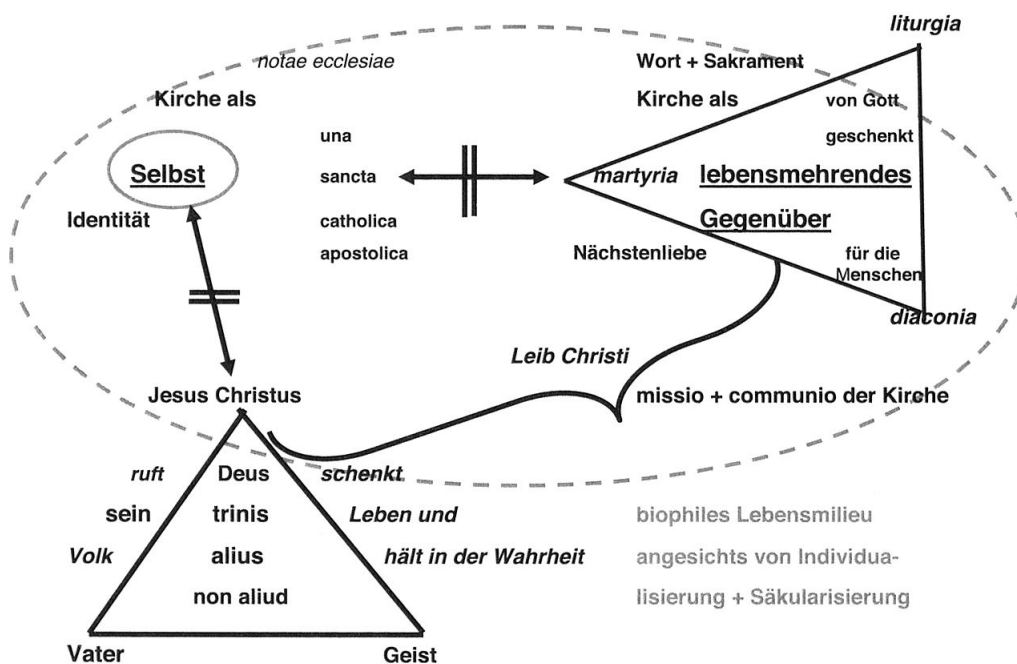 liturgia
notae ecclesiae
Wort + Sakrament
Kirche als
Kirche als
von Gott
geschenkt
una
Selbst
sancta
martyria
lebensmehrendes
Identität
catholica
Gegenüber
apostolica
Nächstenliebe
für die
Menschen
diaconia
Leib Christi
Jesus Christus
missio + communio der Kirche
ruft
Deus
schenkt
sein
trinis
Leben und
Volk
alius
hält in der Wahrheit
non aliud
Vater
Geist
biophiles Lebensmilieu
angesichts von Individua-
lisierung + Säkularisierung